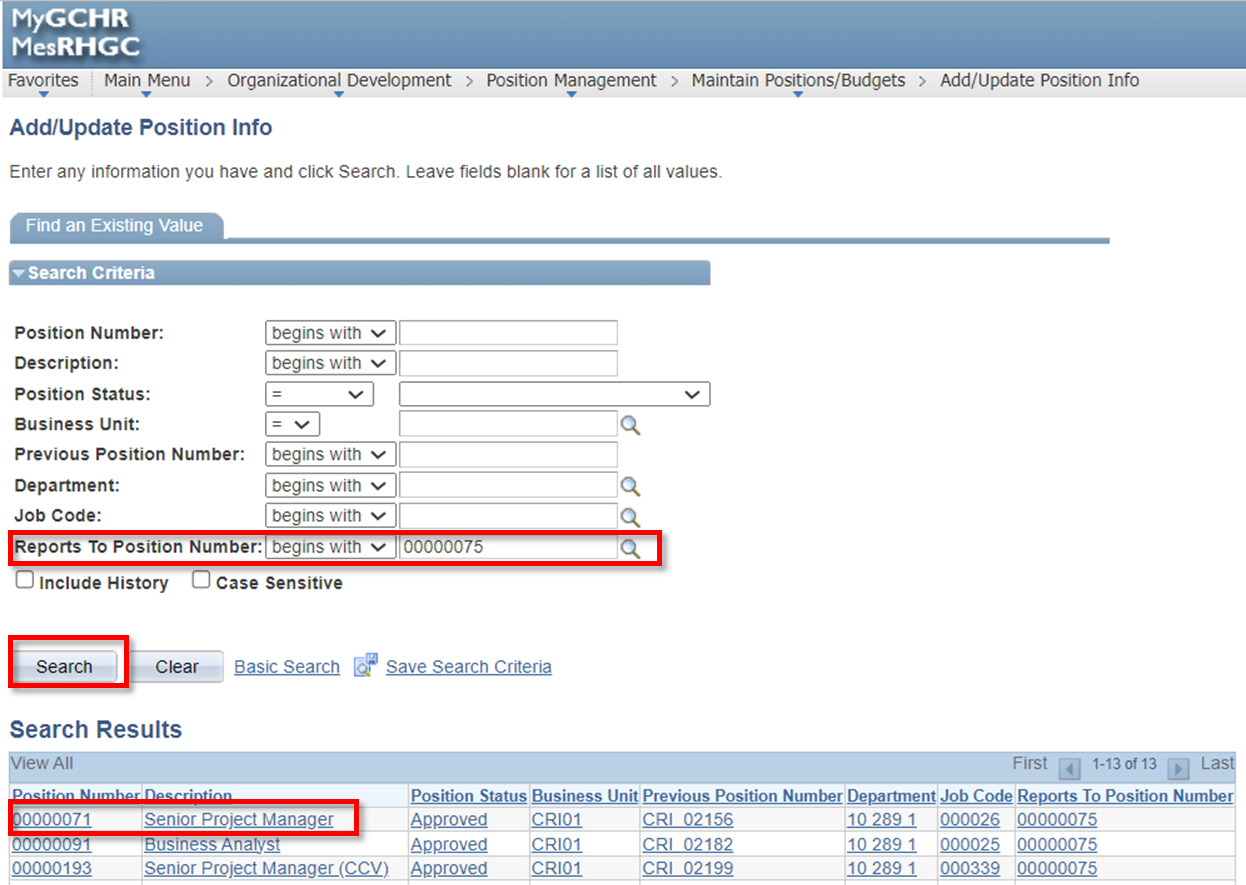 MyGCHR
MesRHGC
Favorites Main Menu > Organizational Development > Position Management > Maintain Positions/Budgets > Add/Update Position Info
Add/Update Position Info
Enter any information you have and click Search. Leave fields blank for a list of all values.
Find an Existing Value
Search Criteria
Position Number: begins with
Description: begins with
Position Status: =
Business Unit: =
Previous Position Number: begins with
Department: begins with
Job Code: begins with
Reports To Position Number: begins with 00000075
Include History Case Sensitive
Search Clear Basic Search Save Search Criteria
Search Results
View All First 1-13 of 13 Last
Position Number Description Position Status Business Unit Previous Position Number Department Job Code Reports To Position Number
00000071 Senior Project Manager Approved CRI01 CRI_02156 10 289 1 000026 00000075
00000091 Business Analyst Approved CRI01 CRI_02182 10 289 1 000025 00000075
00000193 Senior Project Manager (CCV) Approved CRI01 CRI_02199 10 289 1 000339 00000075